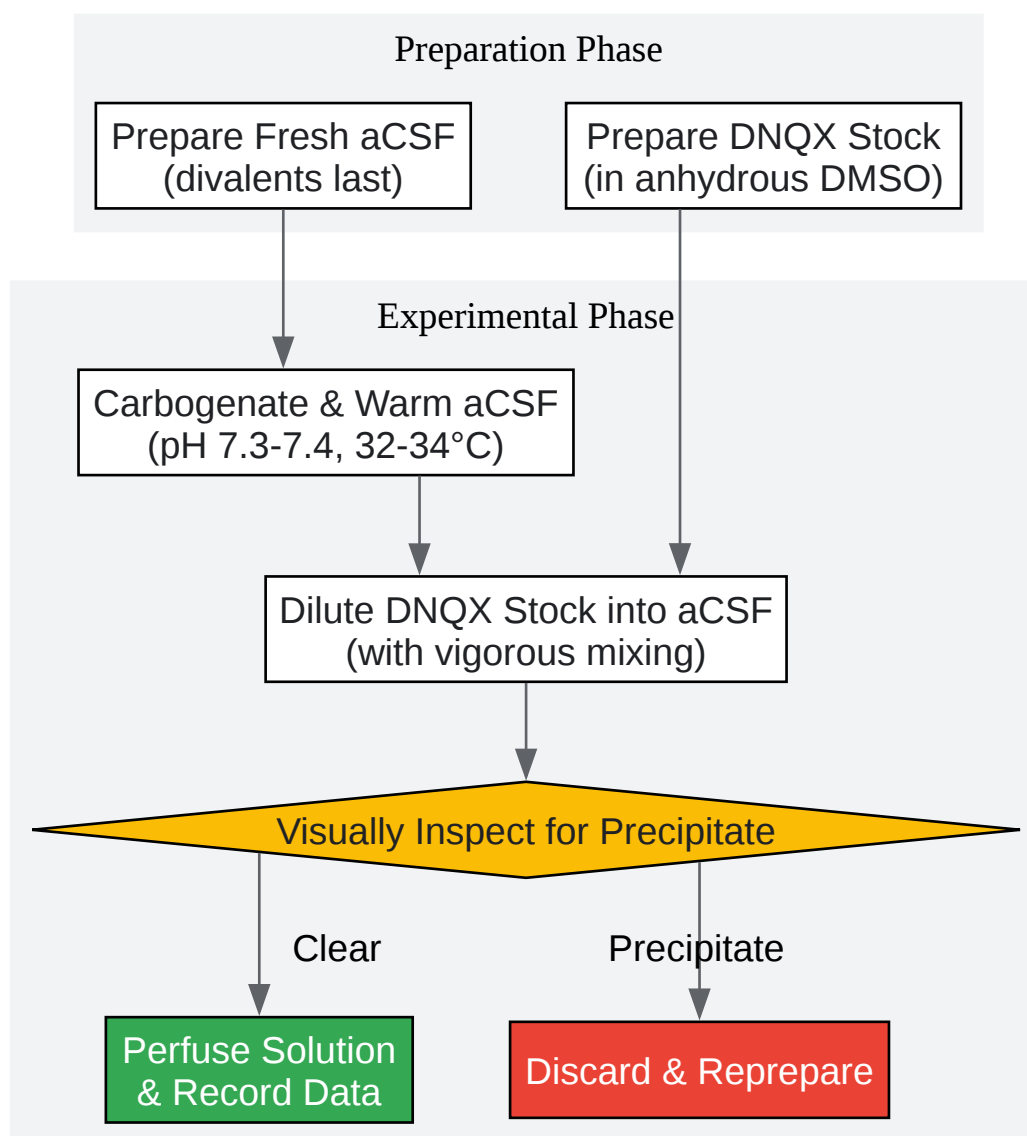 Preparation Phase
Prepare Fresh aCSF
(divalents last)
Prepare DNQX Stock
(in anhydrous DMSO)
Experimental Phase
Carbogenate & Warm aCSF
(pH 7.3-7.4, 32-34°C)
Dilute DNQX Stock into aCSF
(with vigorous mixing)
Visually Inspect for Precipitate
Clear
Precipitate
Perfuse Solution
& Record Data
Discard & Reprepare